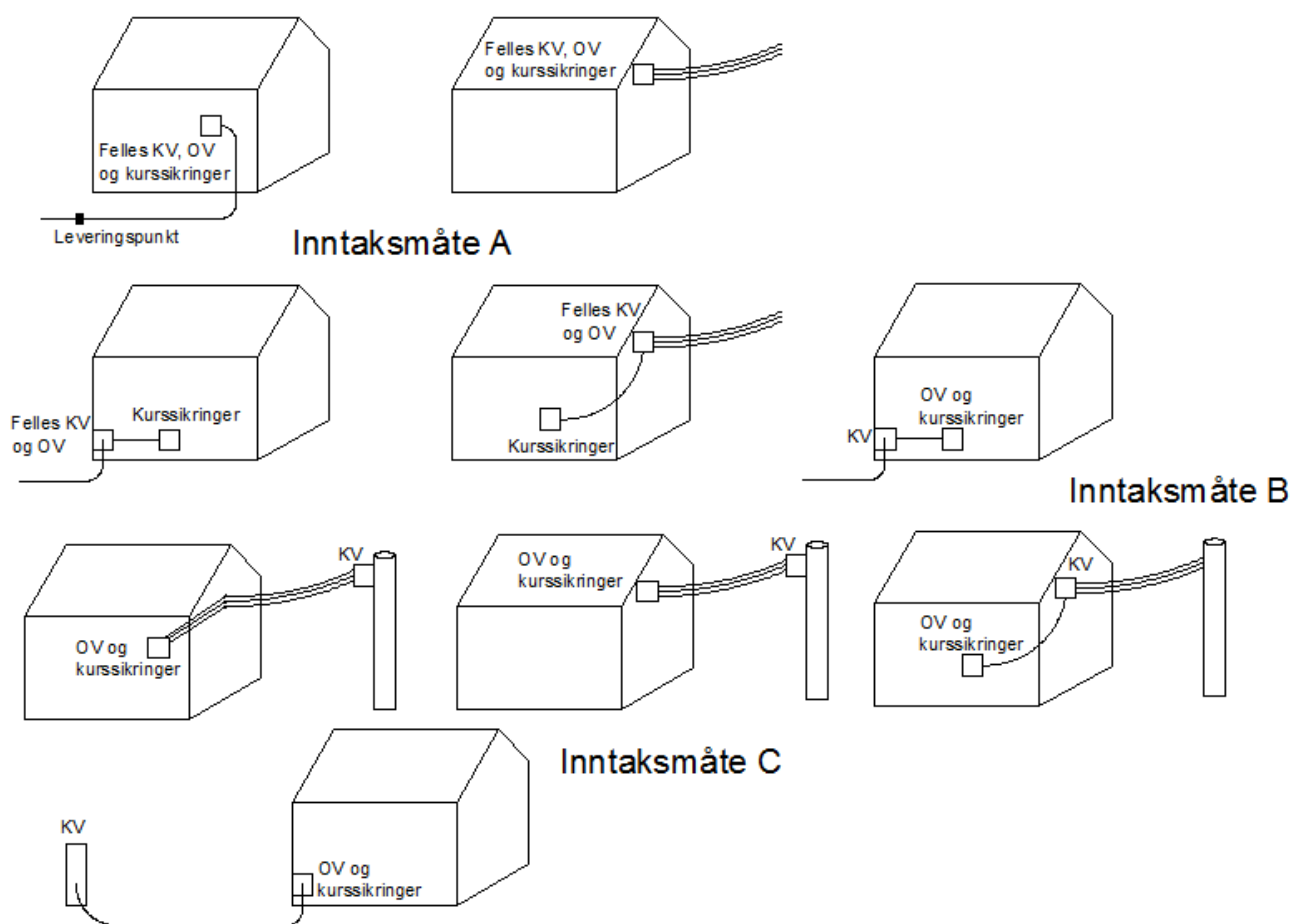 Felles KV, OV
og kurssikringer
Leveringspunkt
Felles KV, OV
og kurssikringer
Inntaksmåte A
Felles KV
og OV
Kurssikringer
Felles KV
og OV
Kurssikringer
KV
OV og
kurssikringer
Inntaksmåte B
OV og
kurssikringer
KV
OV og
kurssikringer
KV
KV
OV og
kurssikringer
Inntaksmåte C
KV
OV og
kurssikringer